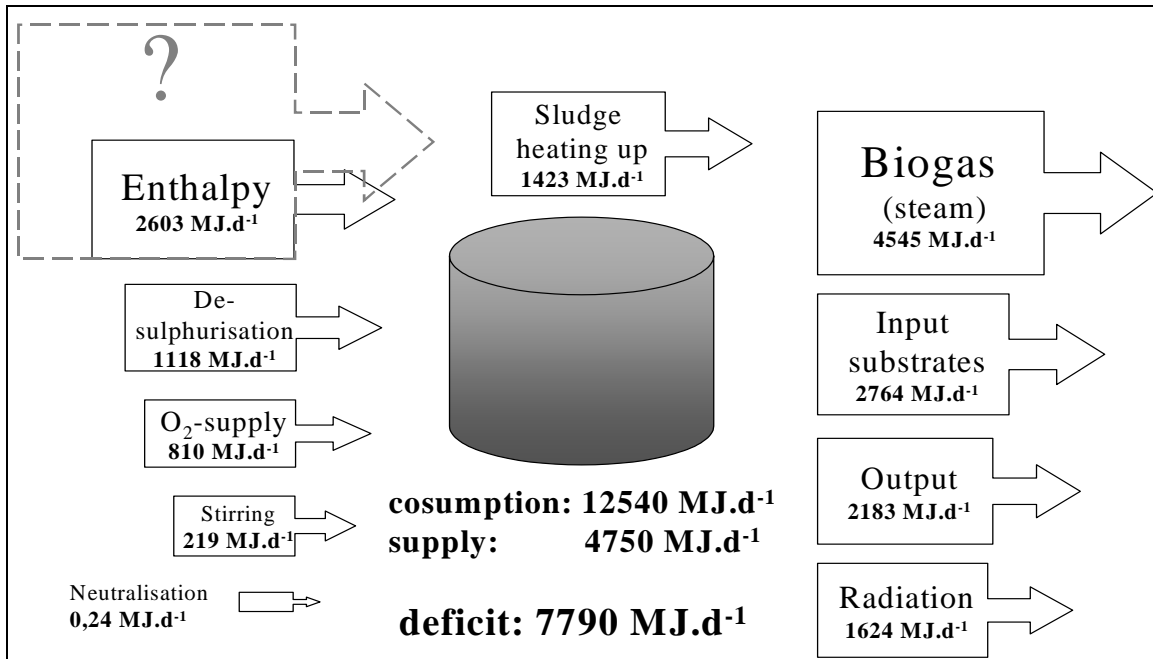 ?
Enthalpy
2603 MJ.d⁻¹
De-
sulphurisation
1118 MJ.d⁻¹
O₂-supply
810 MJ.d⁻¹
Stirring
219 MJ.d⁻¹
Neutralisation
0,24 MJ.d⁻¹
Sludge
heating up
1423 MJ.d⁻¹
cosumption: 12540 MJ.d⁻¹
supply: 4750 MJ.d⁻¹
deficit: 7790 MJ.d⁻¹
Biogas
(steam)
4545 MJ.d⁻¹
Input
substrates
2764 MJ.d⁻¹
Output
2183 MJ.d⁻¹
Radiation
1624 MJ.d⁻¹